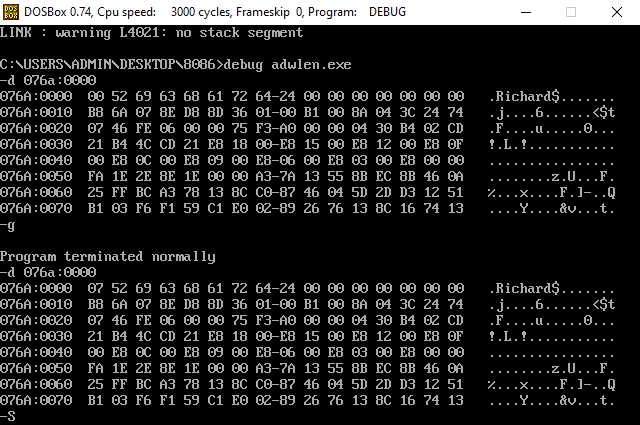 DOSBox 0.74, Cpu speed: 3000 cycles, Frameskip 0, Program: DEBUG
LINK : warning L4021: no stack segment
C:\USERS\ADMIN\DESKTOP\8086>debug adwlen.exe
-d 076a:0000
076A:0000 00 52 69 63 68 61 72 64-24 00 00 00 00 00 00 00 .Richard$.......
076A:0010 B8 6A 07 8E D8 8D 36 01-00 B1 00 8A 04 3C 24 74 .j....6......<$t
076A:0020 07 46 FE 06 00 00 75 F3-A0 00 00 04 30 B4 02 CD .F....u.....0...
076A:0030 21 B4 4C CD 21 E8 18 00-E8 15 00 E8 12 00 E8 0F !.L.!...........
076A:0040 00 E8 0C 00 E8 09 00 E8-06 00 E8 03 00 E8 00 00 ................
076A:0050 FA 1E 2E 8E 1E 00 00 A3-7A 13 55 8B EC 8B 46 0A ........z.U...F.
076A:0060 25 FF BC A3 78 13 8C C0-87 46 04 5D 2D D3 12 51 %...x....F.]-..Q
076A:0070 B1 03 F6 F1 59 C1 E0 02-89 26 76 13 8C 16 74 13 ....Y....&v...t.
-g
Program terminated normally
-d 076a:0000
076A:0000 07 52 69 63 68 61 72 64-24 00 00 00 00 00 00 00 .Richard$.......
076A:0010 B8 6A 07 8E D8 8D 36 01-00 B1 00 8A 04 3C 24 74 .j....6......<$t
076A:0020 07 46 FE 06 00 00 75 F3-A0 00 00 04 30 B4 02 CD .F....u.....0...
076A:0030 21 B4 4C CD 21 E8 18 00-E8 15 00 E8 12 00 E8 0F !.L.!...........
076A:0040 00 E8 0C 00 E8 09 00 E8-06 00 E8 03 00 E8 00 00 ................
076A:0050 FA 1E 2E 8E 1E 00 00 A3-7A 13 55 8B EC 8B 46 0A ........z.U...F.
076A:0060 25 FF BC A3 78 13 8C C0-87 46 04 5D 2D D3 12 51 %...x....F.]-..Q
076A:0070 B1 03 F6 F1 59 C1 E0 02-89 26 76 13 8C 16 74 13 ....Y....&v...t.
-S